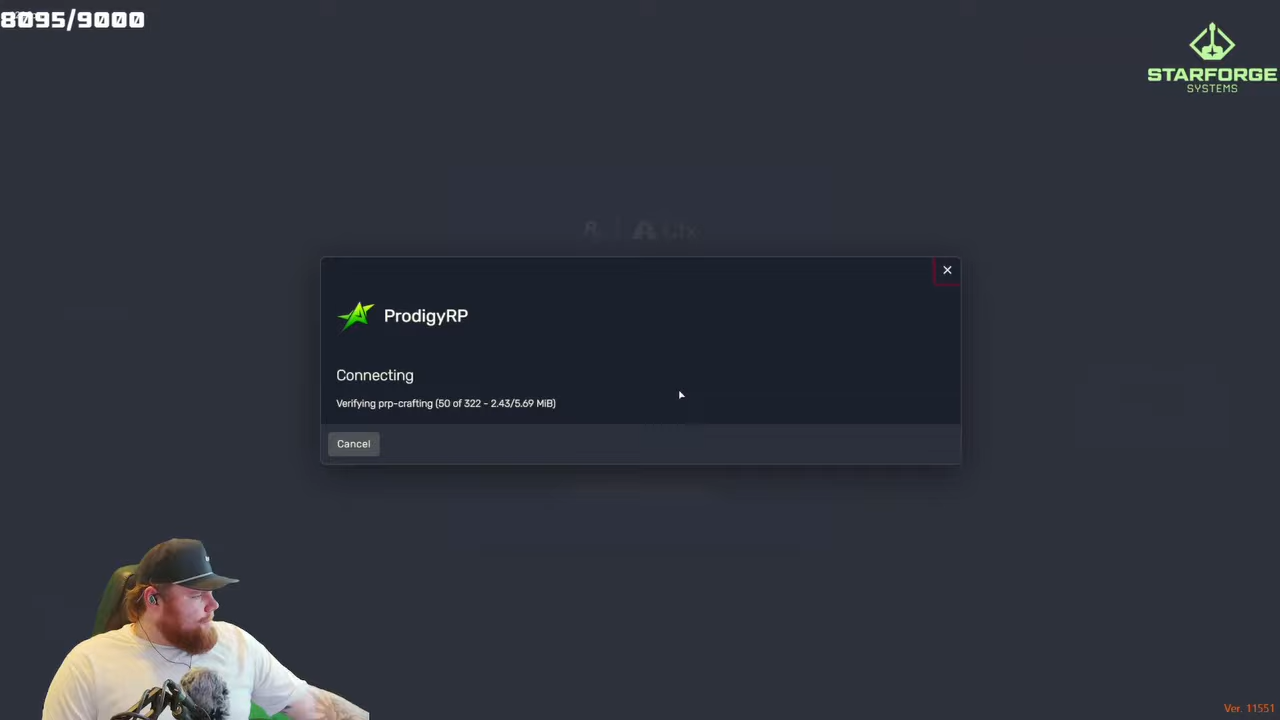 8095/9000
STARFORGE
SYSTEMS
Cfx
ProdigyRP
Connecting
Verifying prp-crafting (50 of 322 - 2.43/5.69 MiB)
Cancel
Ver. 11551